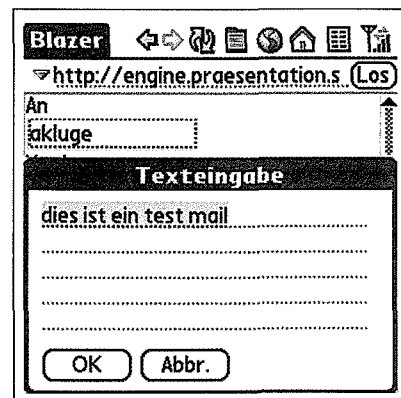 Blazer
http://engine.praesentation.s Los
An
akluge
Texteingabe
dies ist ein test mail
OK Abbr.